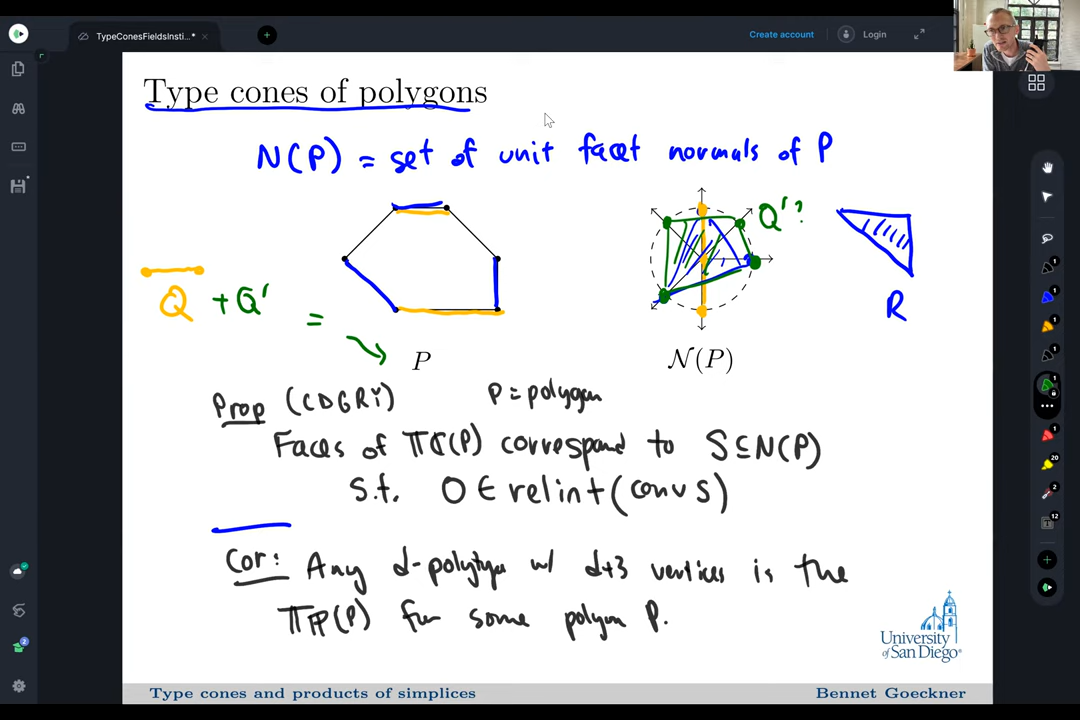 TypeConesFieldsInsti...*
Create account
Login
Type cones of polygons
N(P) = set of unit facet normals of P
Q'?
Q + Q'
=
R
P
N(P)
Prop (CDGRY) P = polygon
Faces of TC(P) correspond to S ⊆ N(P)
s.t. O ∈ relint(conv S)
Cor: Any d-polytope w/ d+3 vertices is the
TP(P) for some polygon P.
University
of San Diego
Type cones and products of simplices
Bennet Goeckner